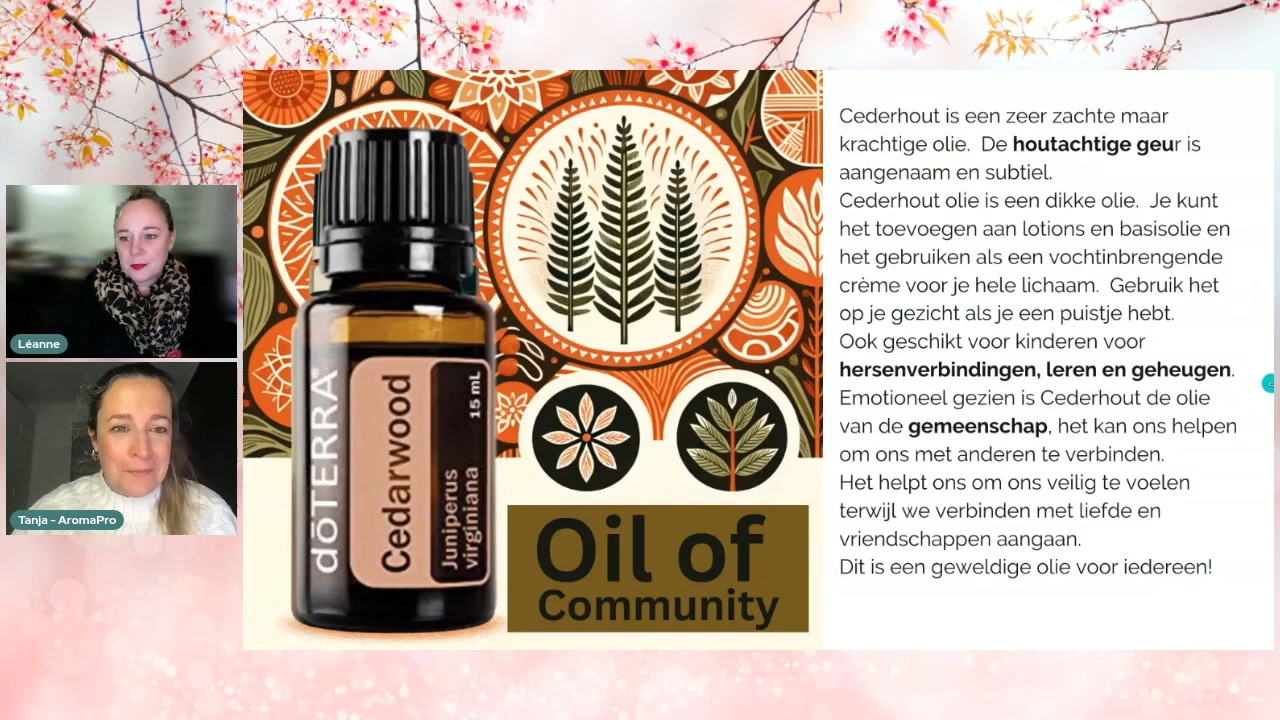 Léanne
Tanja - AromaPro
dōTERRA®
Cedarwood
Juniperus
virginiana
15 mL
Oil of
Community
Cederhout is een zeer zachte maar
krachtige olie.  De houtachtige geur is
aangenaam en subtiel.
Cederhout olie is een dikke olie.  Je kunt
het toevoegen aan lotions en basisolie en
het gebruiken als een vochtinbrengende
crème voor je hele lichaam.  Gebruik het
op je gezicht als je een puistje hebt.
Ook geschikt voor kinderen voor
hersenverbindingen, leren en geheugen.
Emotioneel gezien is Cederhout de olie
van de gemeenschap, het kan ons helpen
om ons met anderen te verbinden.
Het helpt ons om ons veilig te voelen
terwijl we verbinden met liefde en
vriendschappen aangaan.
Dit is een geweldige olie voor iedereen!